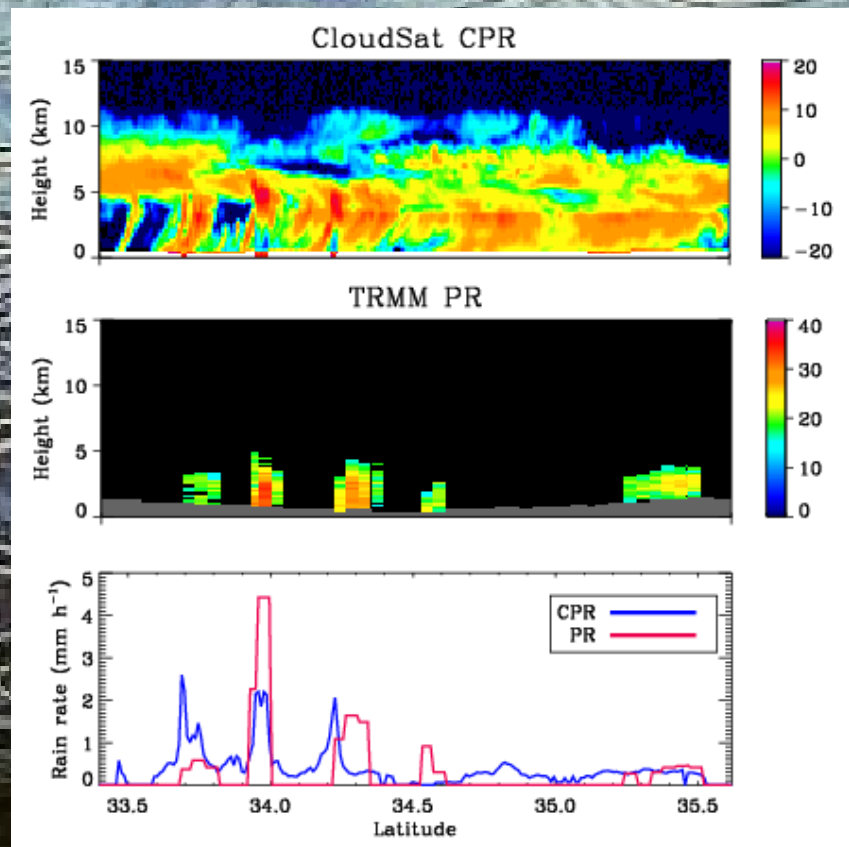 CloudSat CPR
15
10
5
0
Height (km)
20
10
0
-10
-20
TRMM PR
15
10
5
0
Height (km)
40
30
20
10
0
5
4
3
2
1
0
Rain rate (mm h⁻¹)
CPR
PR
33.5 34.0 34.5 35.0 35.5
Latitude